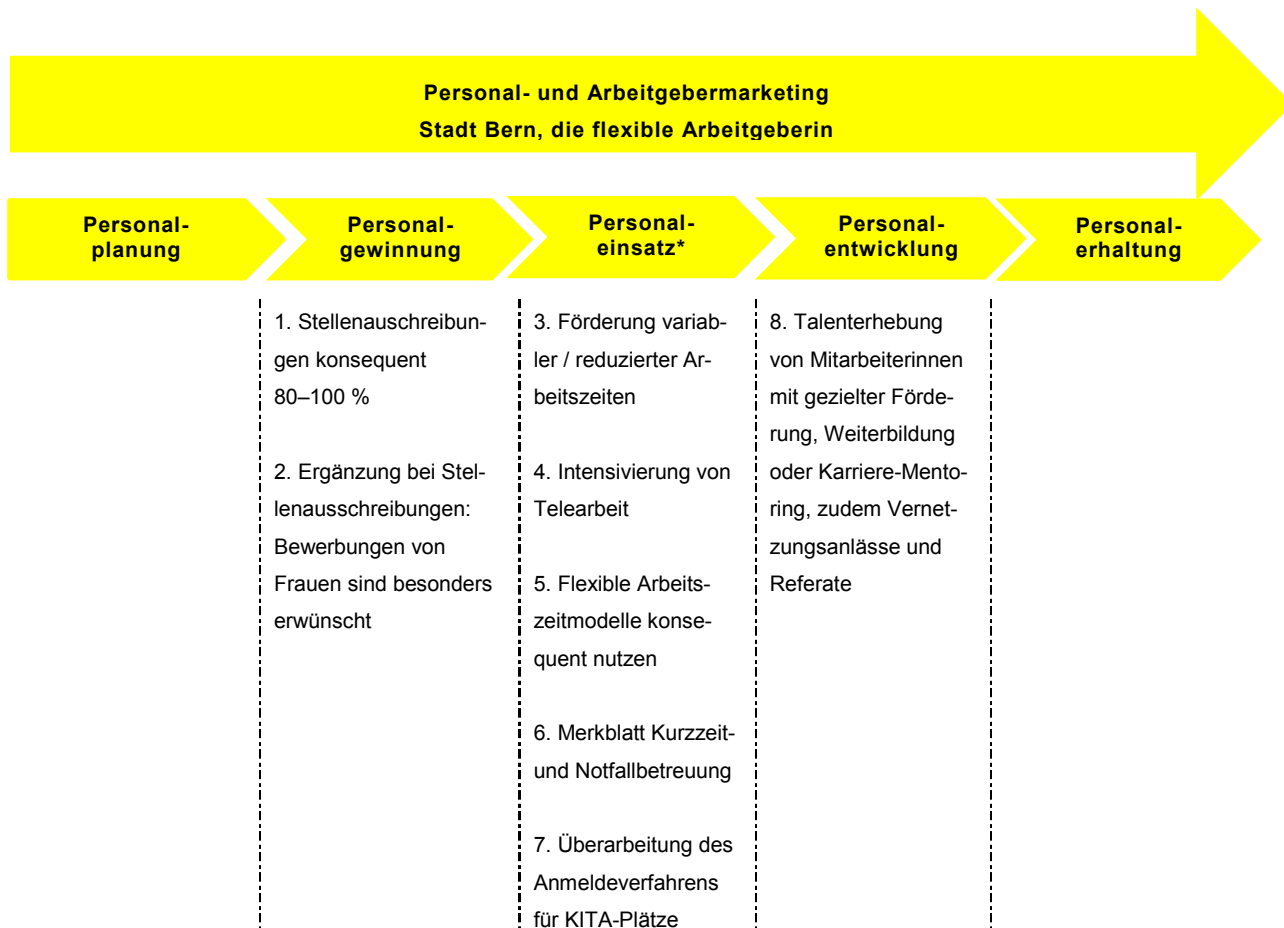 Personal- und Arbeitgebermarketing
Stadt Bern, die flexible Arbeitgeberin
Personal-
planung
Personal-
gewinnung
Personal-
einsatz*
Personal-
entwicklung
Personal-
erhaltung
1. Stellenauschreibun-
gen konsequent
80–100 %
2. Ergänzung bei Stel-
lenausschreibungen:
Bewerbungen von
Frauen sind besonders
erwünscht
3. Förderung variab-
ler / reduzierter Ar-
beitszeiten
4. Intensivierung von
Telearbeit
5. Flexible Arbeits-
zeitmodelle konse-
quent nutzen
6. Merkblatt Kurzzeit-
und Notfallbetreuung
7. Überarbeitung des
Anmeldeverfahrens
für KITA-Plätze
8. Talenterhebung
von Mitarbeiterinnen
mit gezielter Förde-
rung, Weiterbildung
oder Karriere-Mento-
ring, zudem Vernet-
zungsanlässe und
Referate